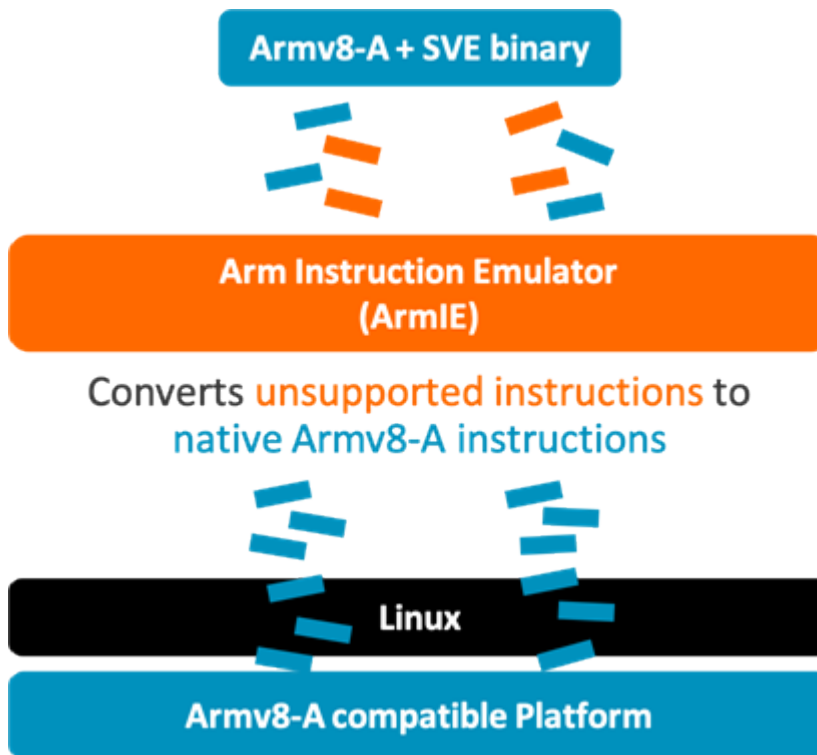 Armv8-A + SVE binary
Arm Instruction Emulator
(ArmIE)
Converts unsupported instructions to
native Armv8-A instructions
Linux
Armv8-A compatible Platform